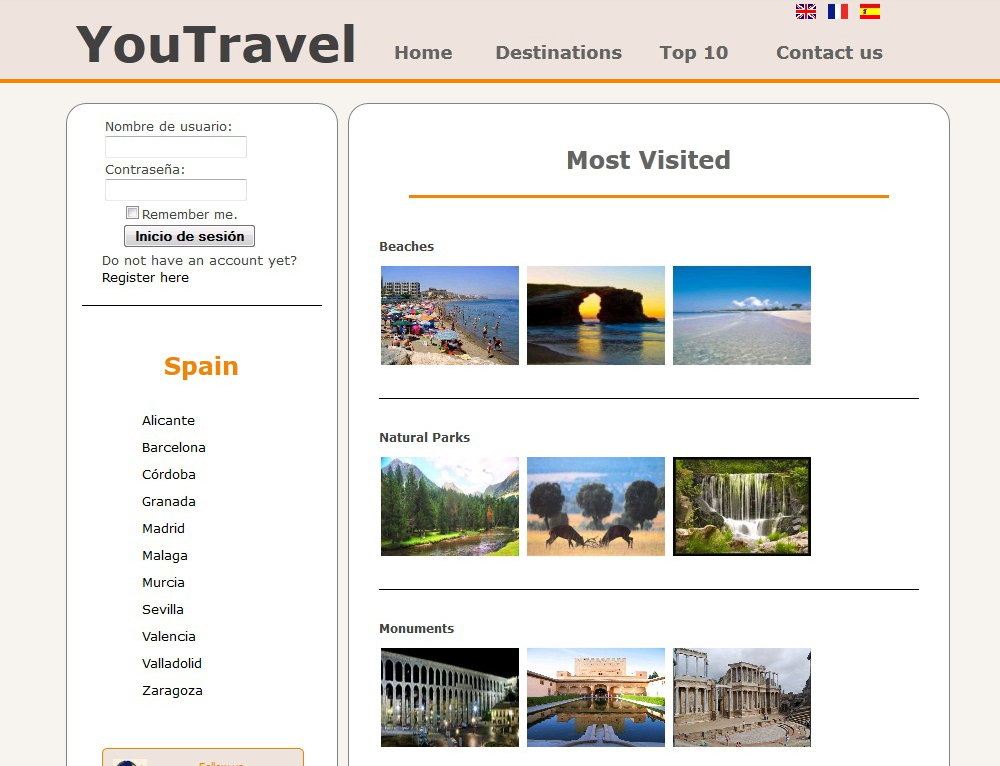 YouTravel
Home Destinations Top 10 Contact us
Nombre de usuario:
Contraseña:
Remember me.
Inicio de sesión
Do not have an account yet?
Register here
Spain
Alicante
Barcelona
Córdoba
Granada
Madrid
Malaga
Murcia
Sevilla
Valencia
Valladolid
Zaragoza
Most Visited
Beaches
Natural Parks
Monuments